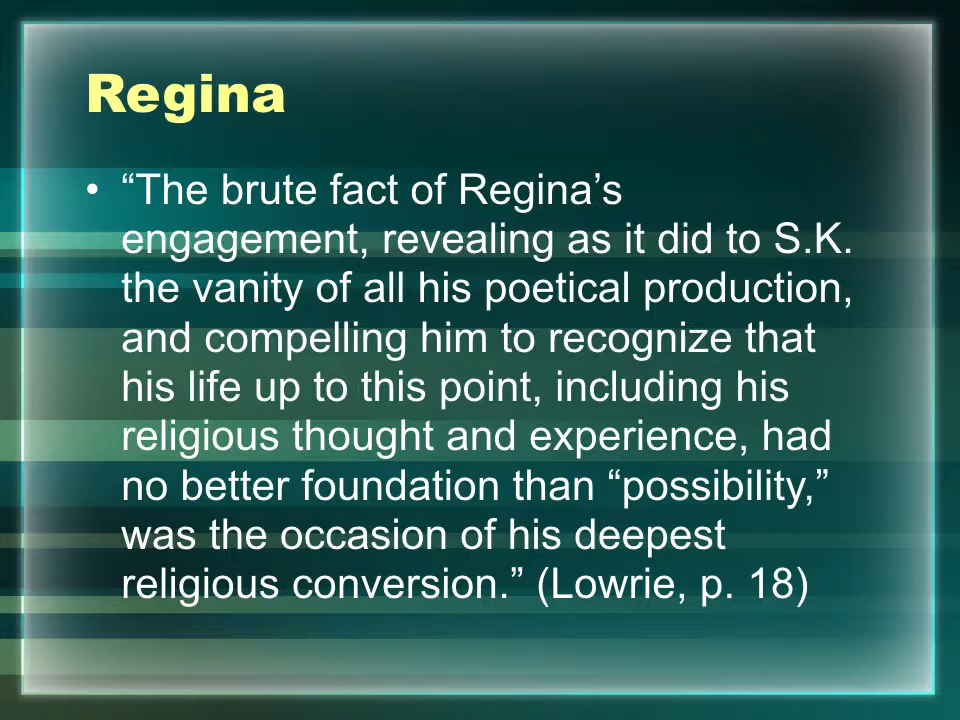 Regina
• “The brute fact of Regina’s
engagement, revealing as it did to S.K.
the vanity of all his poetical production,
and compelling him to recognize that
his life up to this point, including his
religious thought and experience, had
no better foundation than “possibility,”
was the occasion of his deepest
religious conversion.” (Lowrie, p. 18)